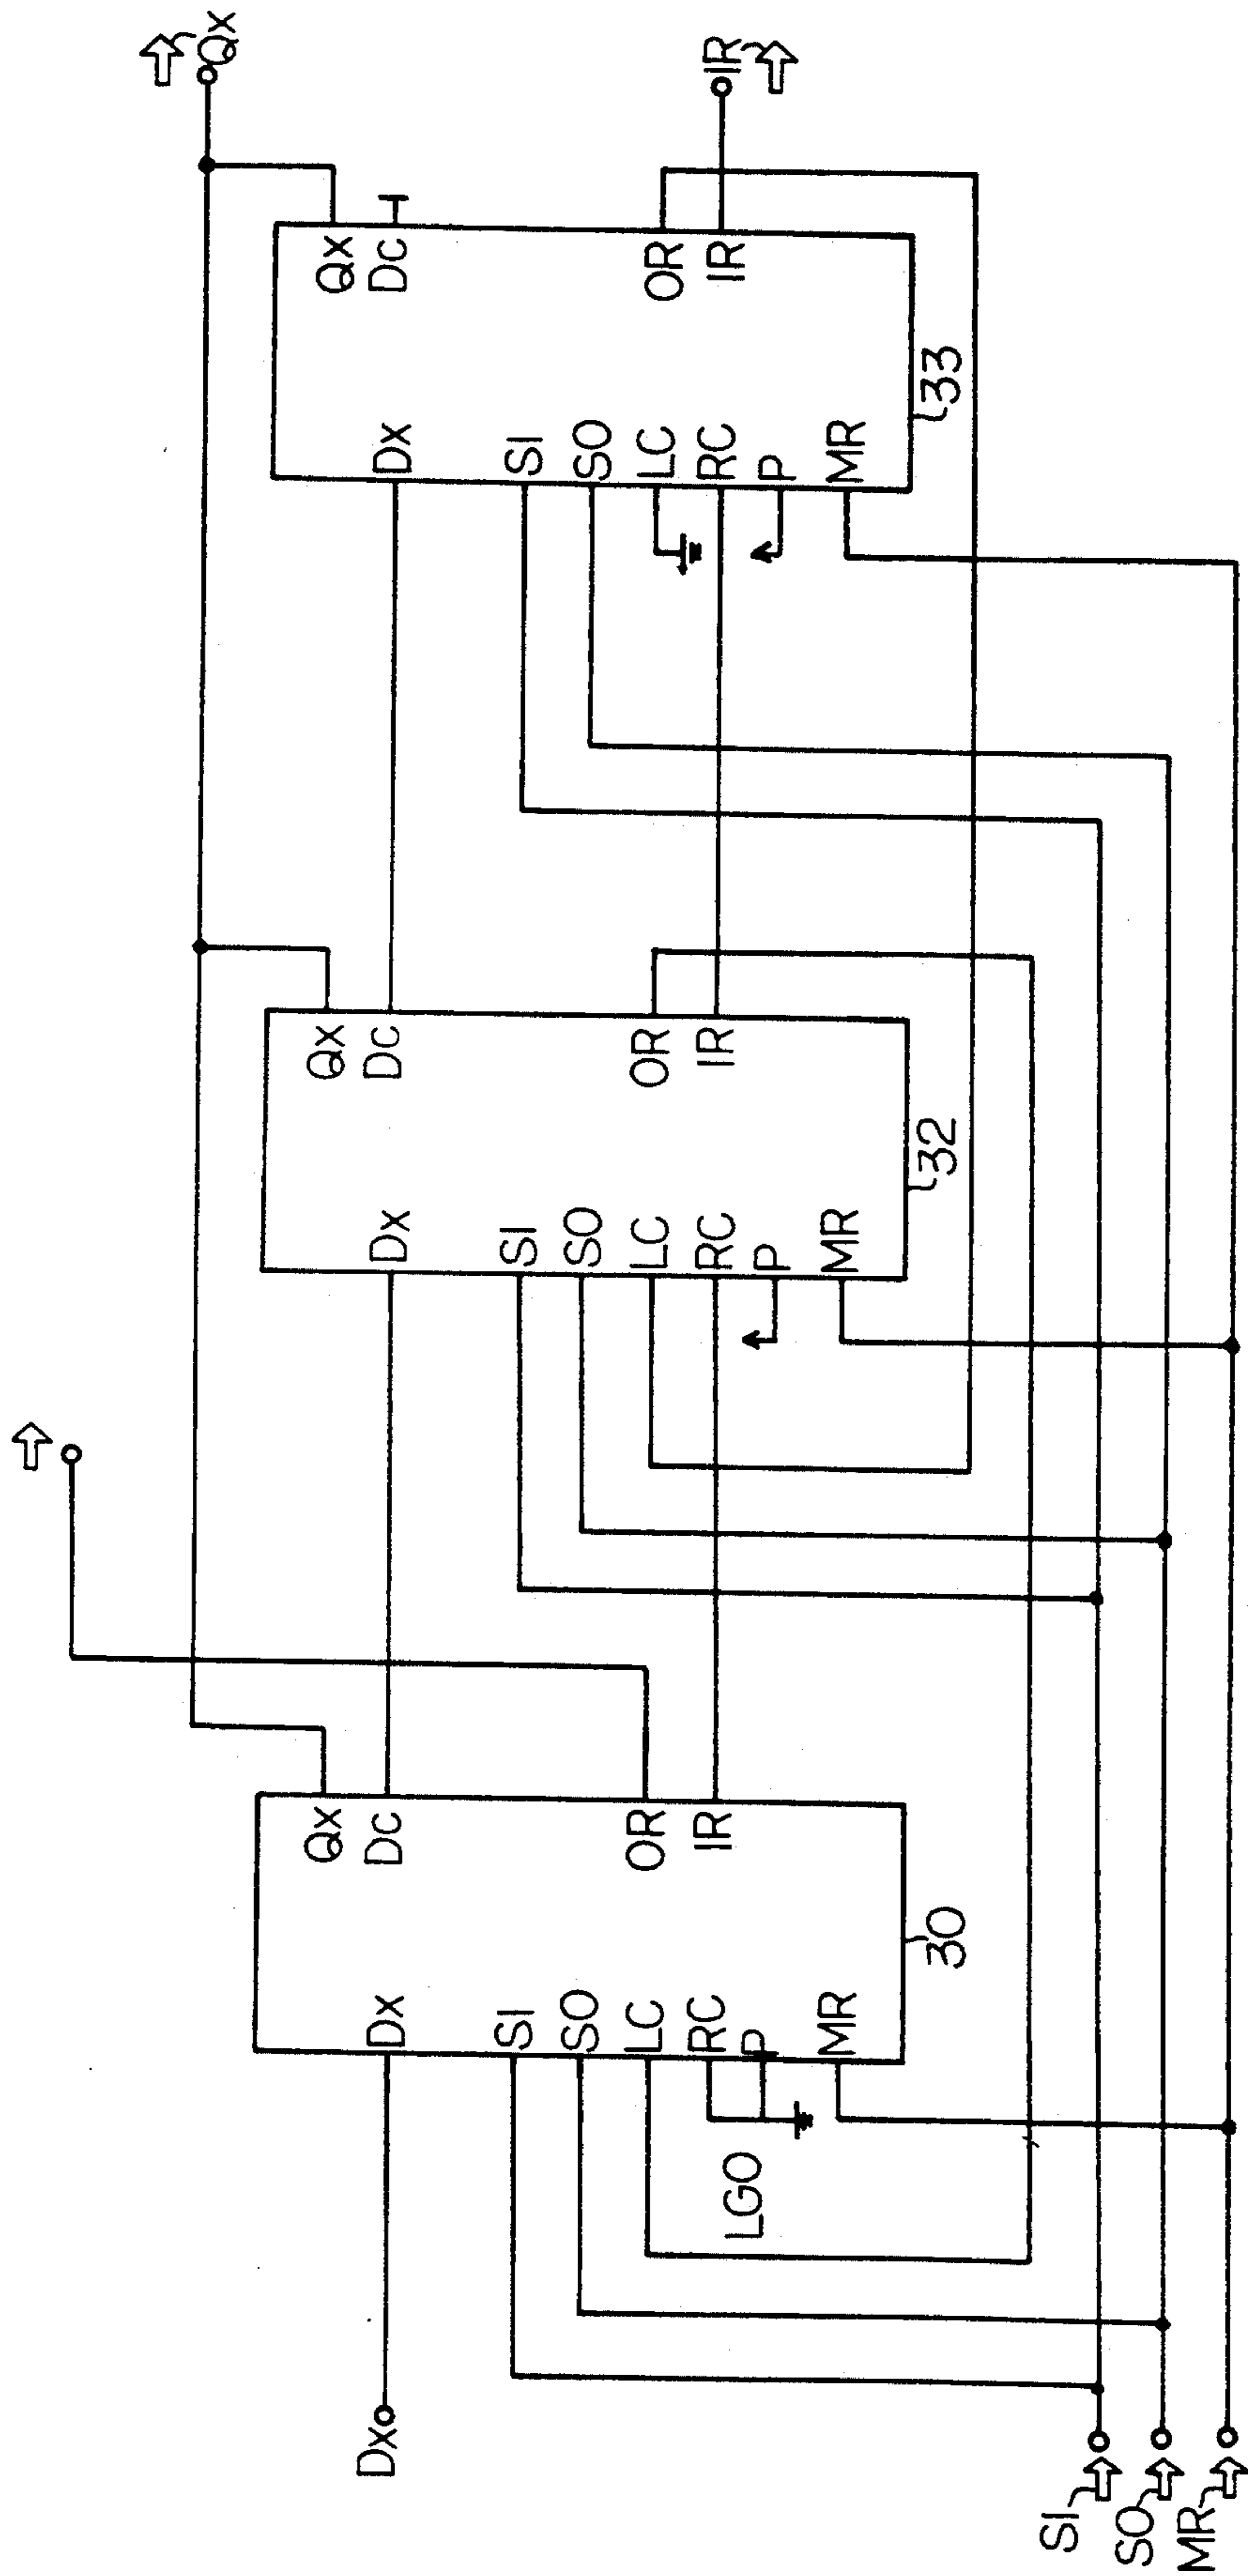 Qx
IR
Dx
SI
SO
LC
RC
P
MR
Qx
Dc
OR
IR
30
LGO
Dx
SI
SO
LC
RC
P
MR
Qx
Dc
OR
IR
32
Dx
SI
SO
LC
RC
P
MR
Qx
Dc
OR
IR
33
Dx
SI
SO
MR